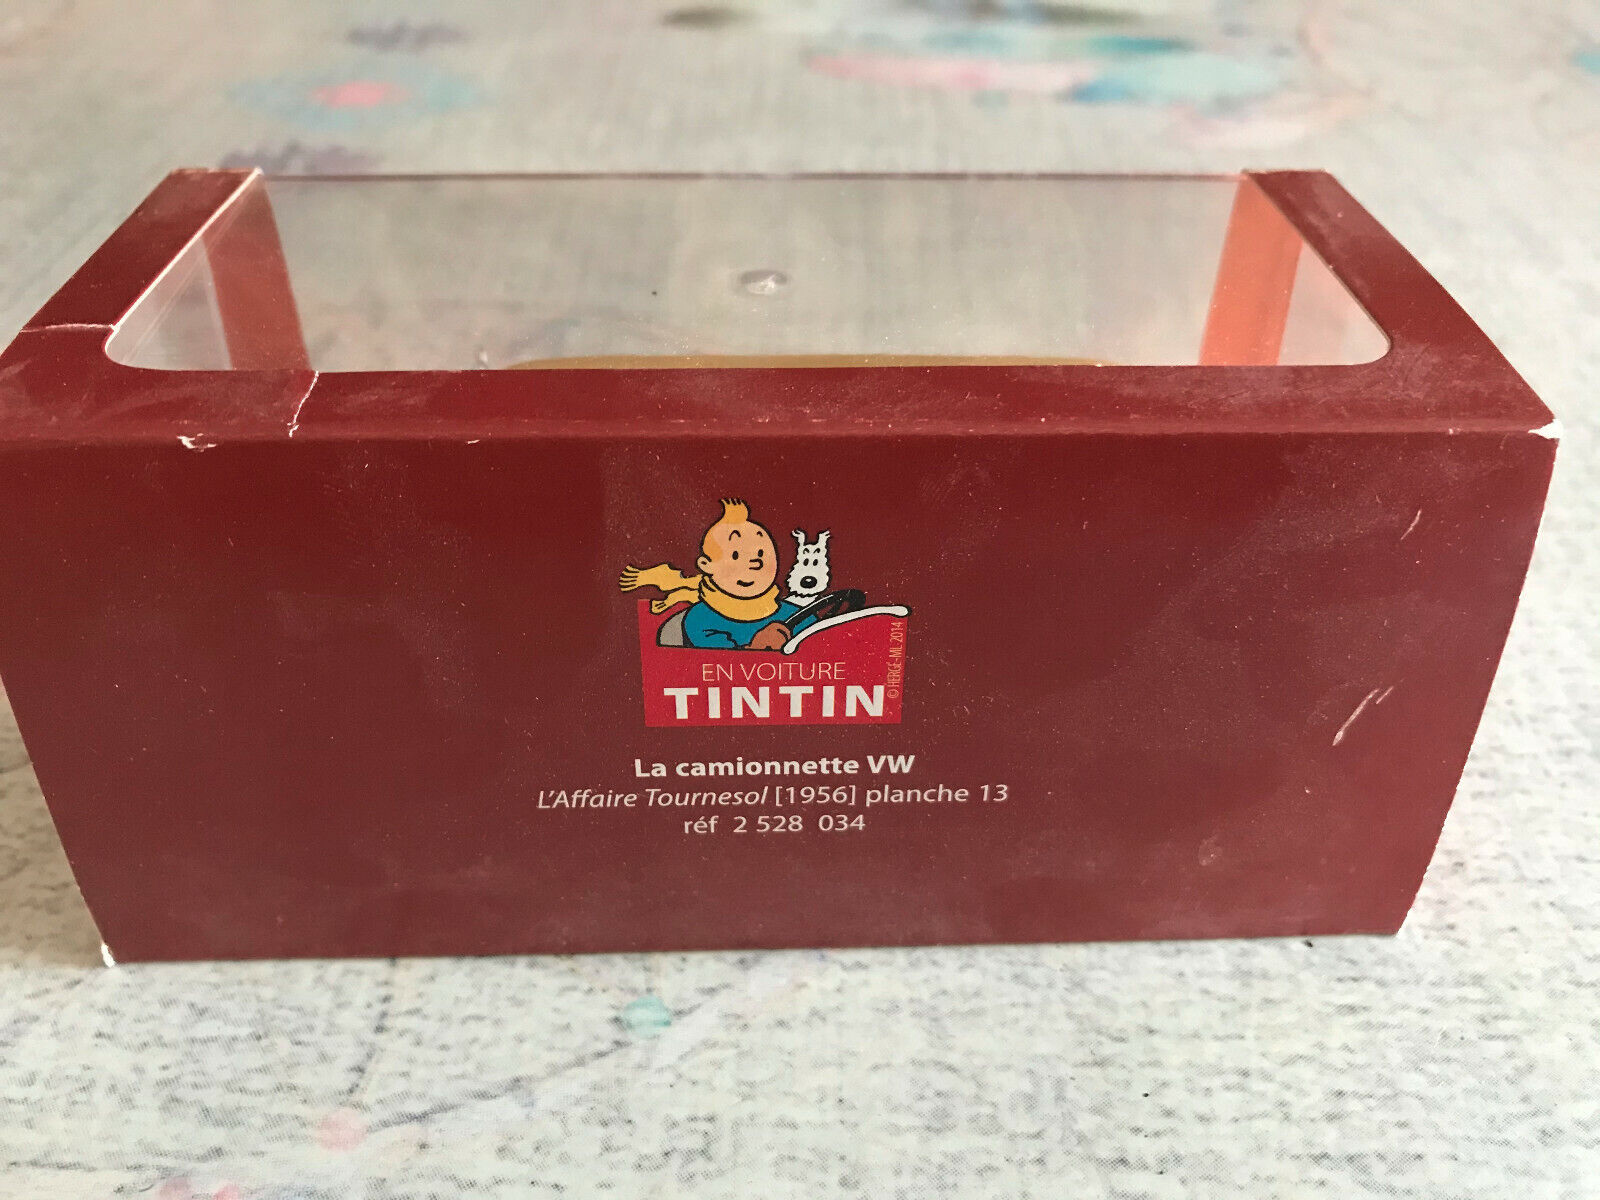 EN VOITURE
TINTIN
© HERGÉ-ML 2014
La camionnette VW
L'Affaire Tournesol [1956] planche 13
réf 2 528 034